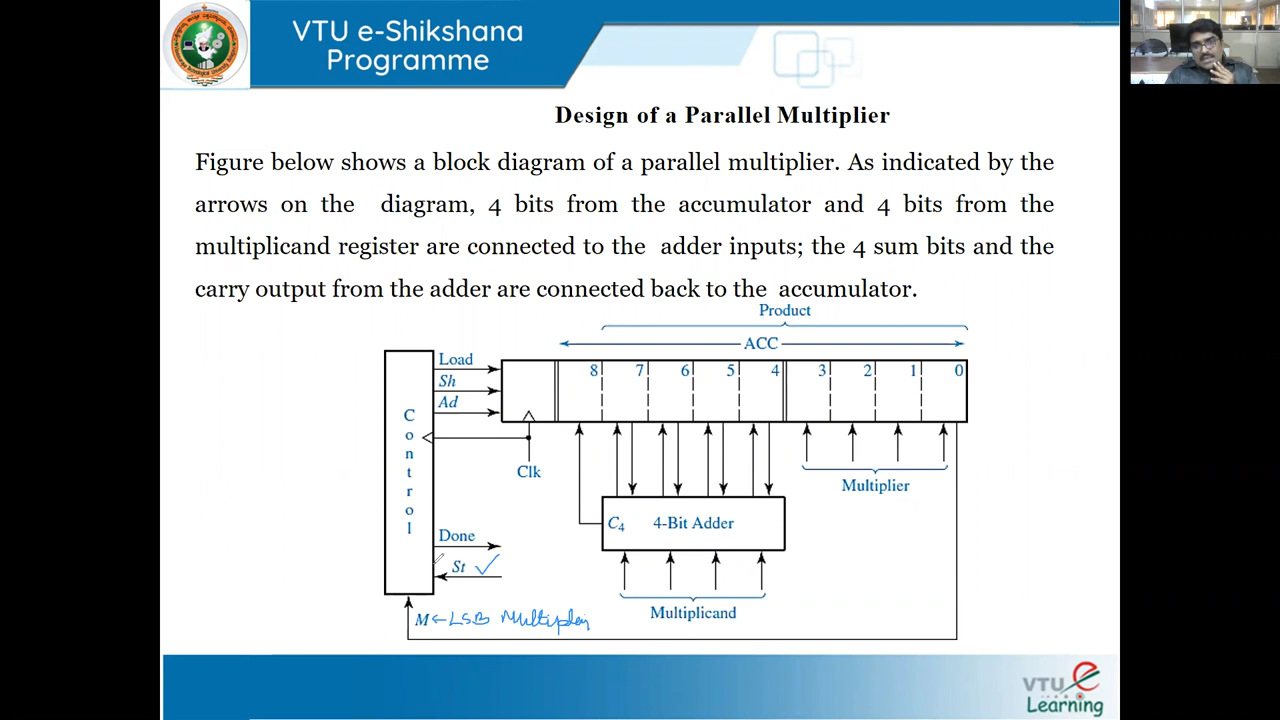 VTU e-Shikshana
Programme
Design of a Parallel Multiplier
Figure below shows a block diagram of a parallel multiplier. As indicated by the
arrows on the diagram, 4 bits from the accumulator and 4 bits from the
multiplicand register are connected to the adder inputs; the 4 sum bits and the
carry output from the adder are connected back to the accumulator.
Product
ACC
Load
Sh
Ad
8 7 6 5 4 3 2 1 0
Control
Clk
Multiplier
C4 4-Bit Adder
Done
St
Multiplicand
M ← LSB
VTU e
Learning